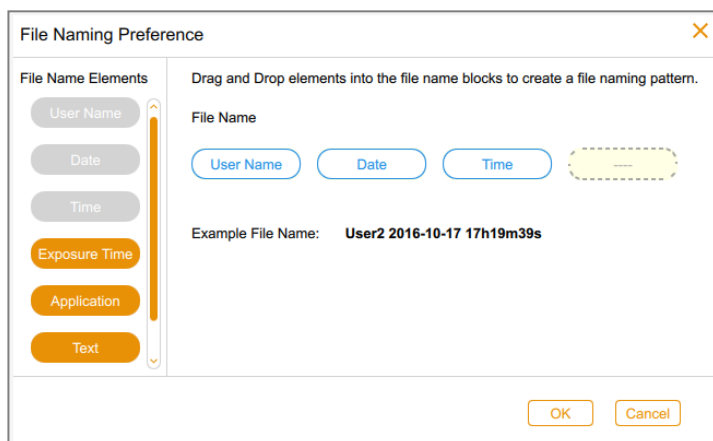 File Naming Preference
File Name Elements
User Name
Date
Time
Exposure Time
Application
Text
Drag and Drop elements into the file name blocks to create a file naming pattern.
File Name
User Name Date Time ----
Example File Name: User2 2016-10-17 17h19m39s
OK Cancel